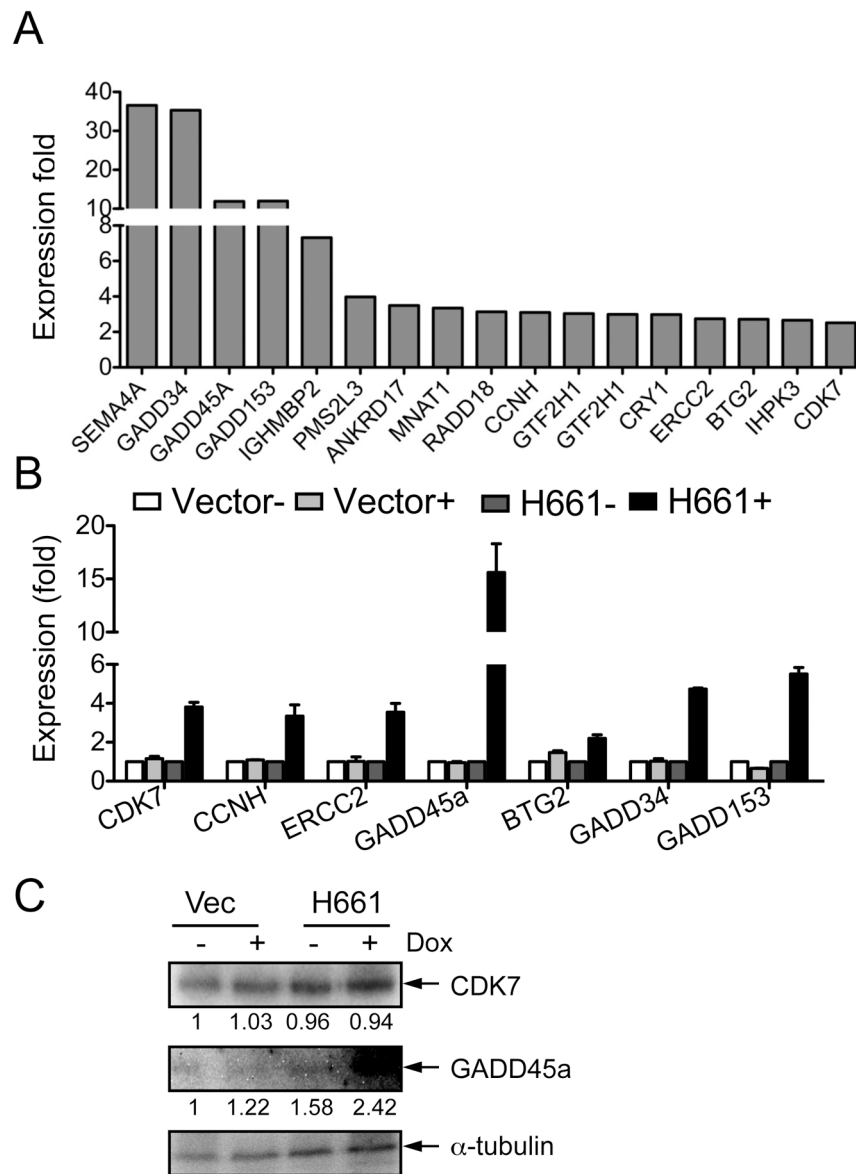 A
Expression fold
40
30
20
10
8
6
4
2
0
SEMA4A
GADD34
GADD45A
GADD153
IGHMBP2
PMS2L3
ANKRD17
MNAT1
RADD18
CCNH
GTF2H1
GTF2H1
CRY1
ERCC2
BTG2
IHPK3
CDK7
B
Vector- Vector+ H661- H661+
Expression (fold)
20
15
10
6
4
2
0
CDK7
CCNH
ERCC2
GADD45a
BTG2
GADD34
GADD153
C
Vec H661
- + - + Dox
CDK7
1 1.03 0.96 0.94
GADD45a
1 1.22 1.58 2.42
α-tubulin